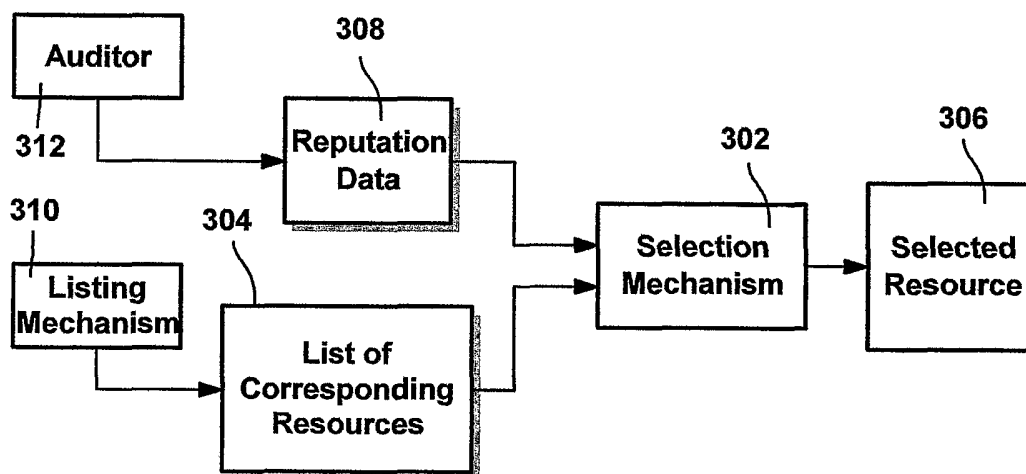 Auditor
312
308
Reputation
Data
310
Listing
Mechanism
304
List of
Corresponding
Resources
302
Selection
Mechanism
306
Selected
Resource